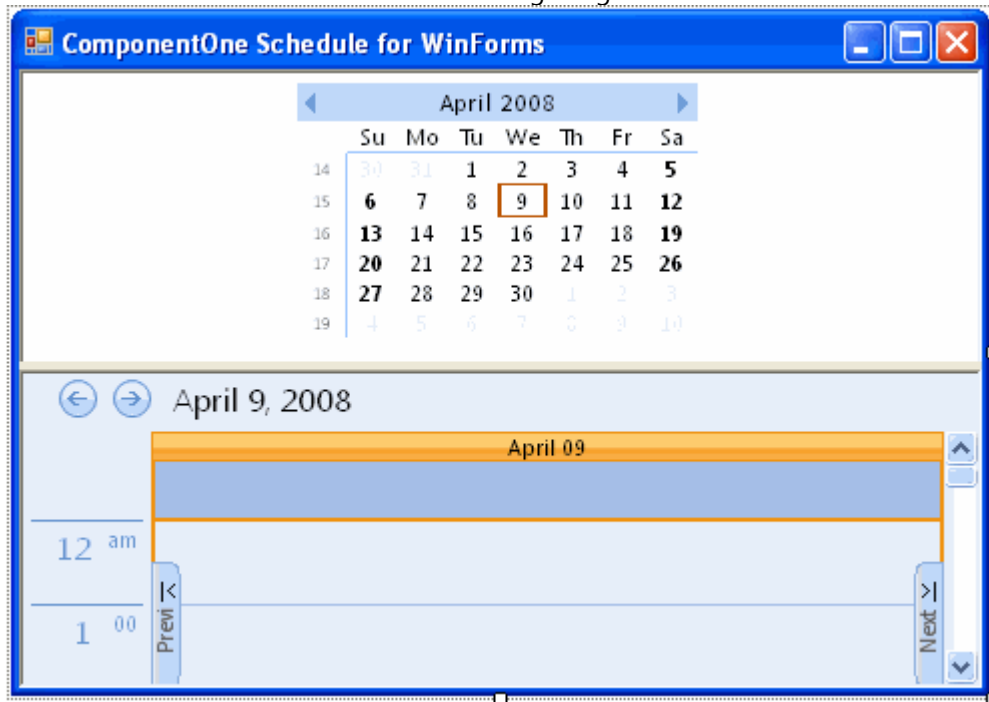 ComponentOne Schedule for WinForms
April 2008
Su Mo Tu We Th Fr Sa
14 30 31 1 2 3 4 5
15 6 7 8 9 10 11 12
16 13 14 15 16 17 18 19
17 20 21 22 23 24 25 26
18 27 28 29 30 1 2 3
19 4 5 6 7 8 9 10
April 9, 2008
April 09
12 am
1 00
Previ
Next